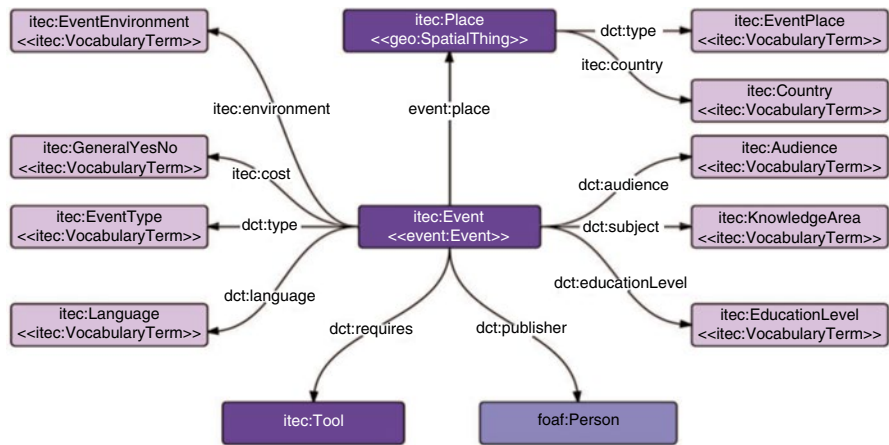 itec:EventEnvironment
<<itec:VocabularyTerm>>
itec:Place
<<geo:SpatialThing>>
dct:type
itec:EventPlace
<<itec:VocabularyTerm>>
itec:country
itec:Country
<<itec:VocabularyTerm>>
itec:environment
event:place
itec:GeneralYesNo
<<itec:VocabularyTerm>>
itec:cost
itec:Audience
<<itec:VocabularyTerm>>
dct:audience
itec:EventType
<<itec:VocabularyTerm>>
dct:type
itec:Event
<<event:Event>>
dct:subject
itec:KnowledgeArea
<<itec:VocabularyTerm>>
dct:language
dct:educationLevel
itec:Language
<<itec:VocabularyTerm>>
itec:EducationLevel
<<itec:VocabularyTerm>>
dct:requires
dct:publisher
itec:Tool
foaf:Person